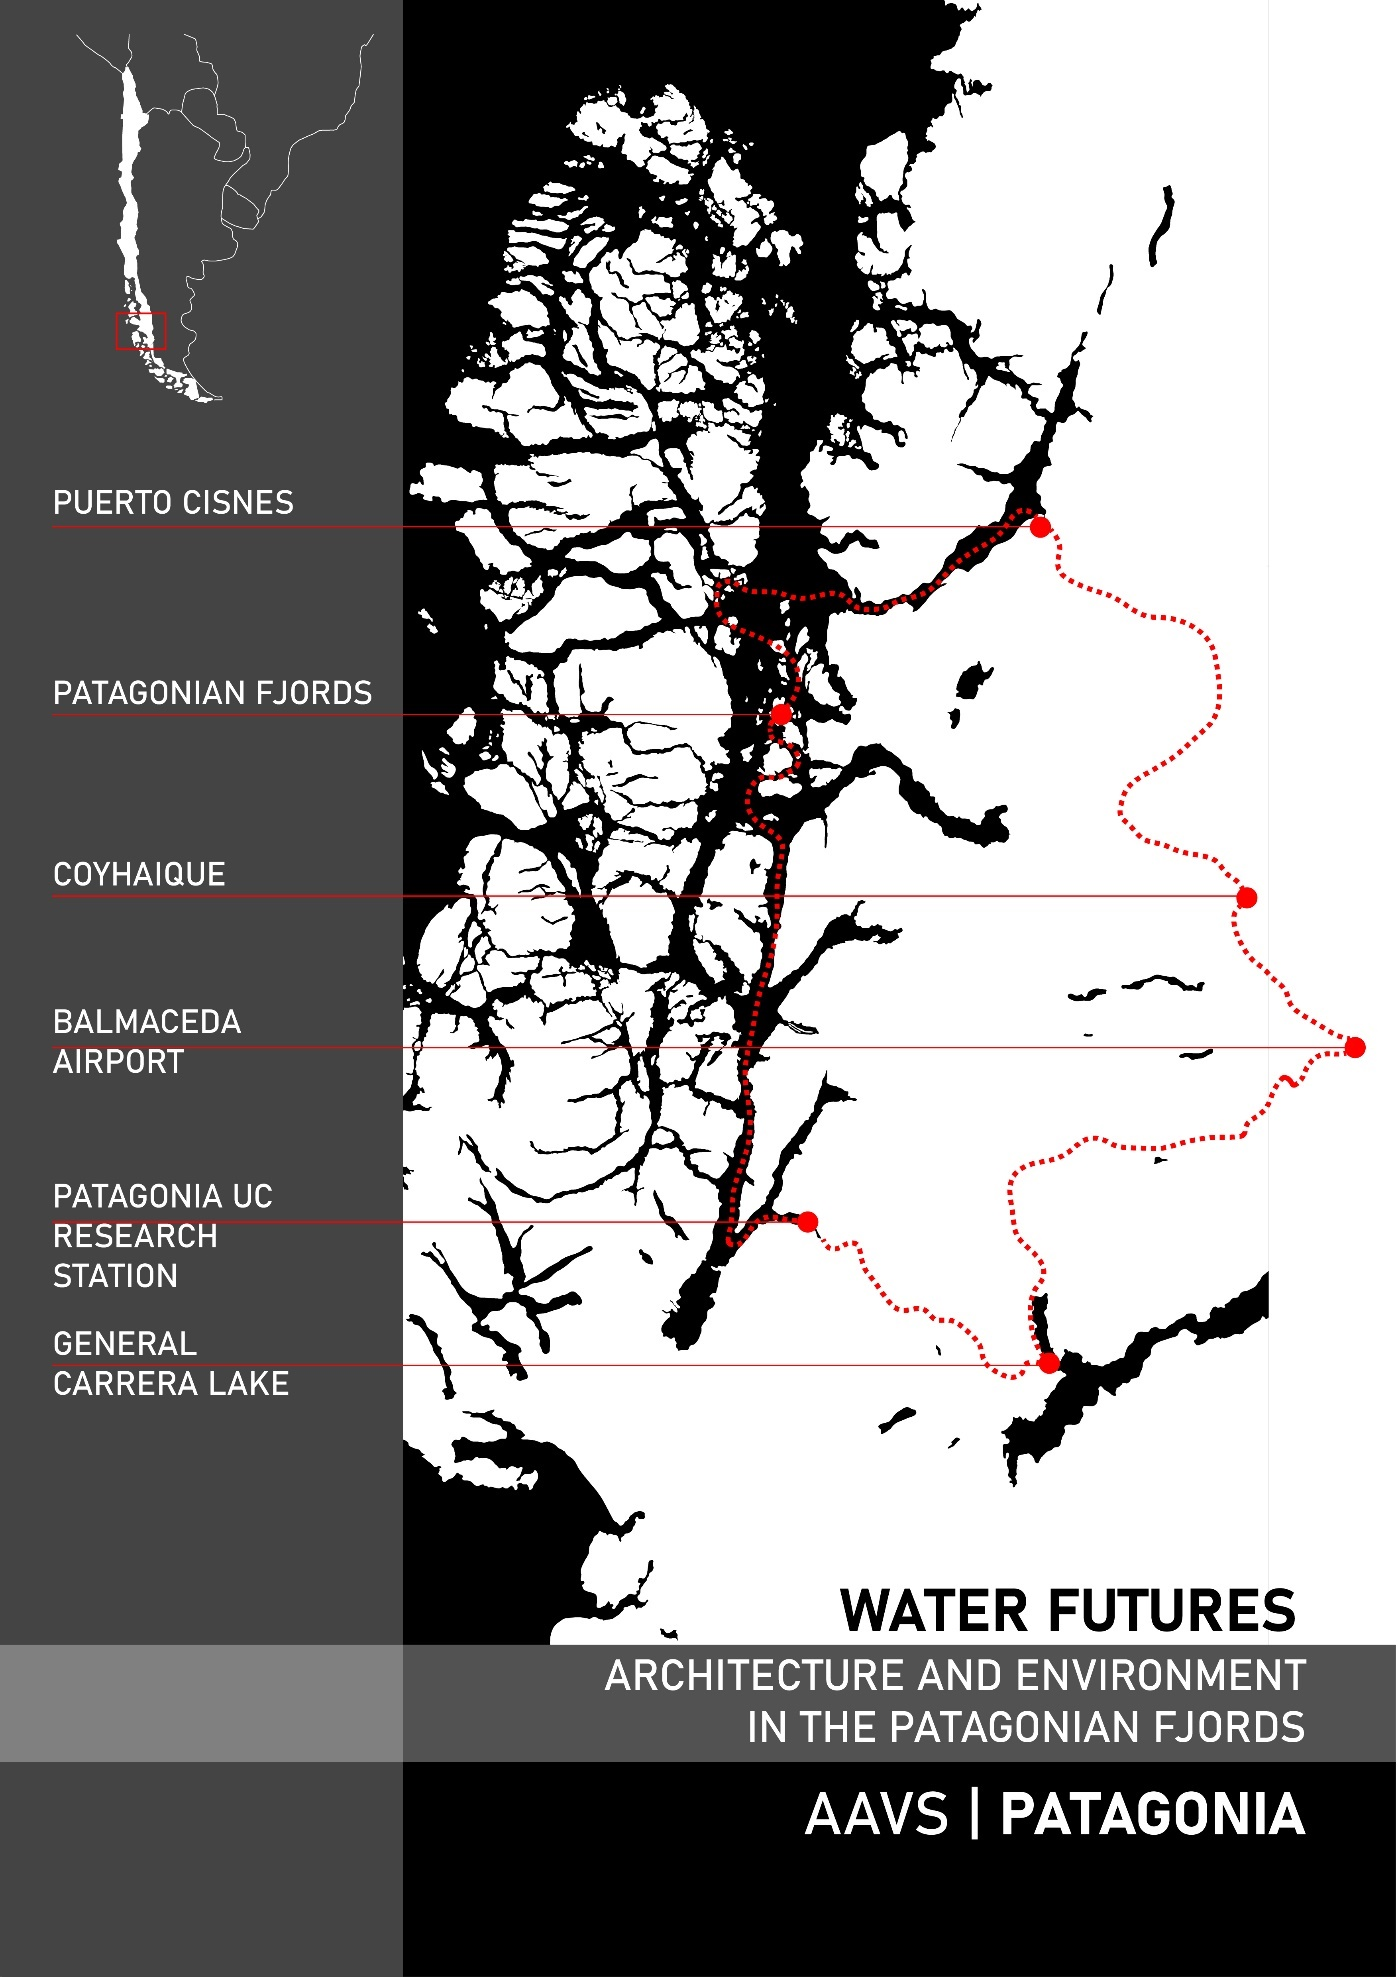 PUERTO CISNES
PATAGONIAN FJORDS
COYHAIQUE
BALMACEDA
AIRPORT
PATAGONIA UC
RESEARCH
STATION
GENERAL
CARRERA LAKE
WATER FUTURES
ARCHITECTURE AND ENVIRONMENT
IN THE PATAGONIAN FJORDS
AAVS | PATAGONIA